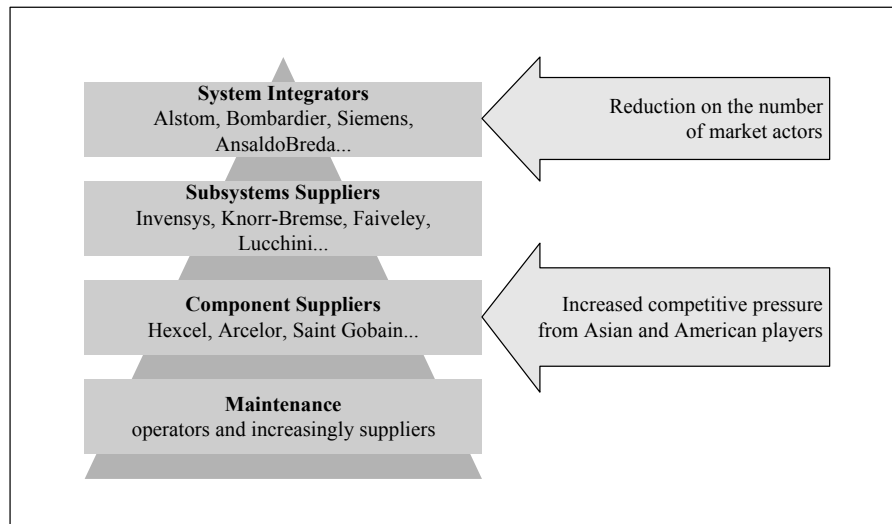 System Integrators
Alstom, Bombardier, Siemens,
AnsaldoBreda...
Reduction on the number
of market actors
Subsystems Suppliers
Invensys, Knorr-Bremse, Faiveley,
Lucchini...
Component Suppliers
Hexcel, Arcelor, Saint Gobain...
Increased competitive pressure
from Asian and American players
Maintenance
operators and increasingly suppliers